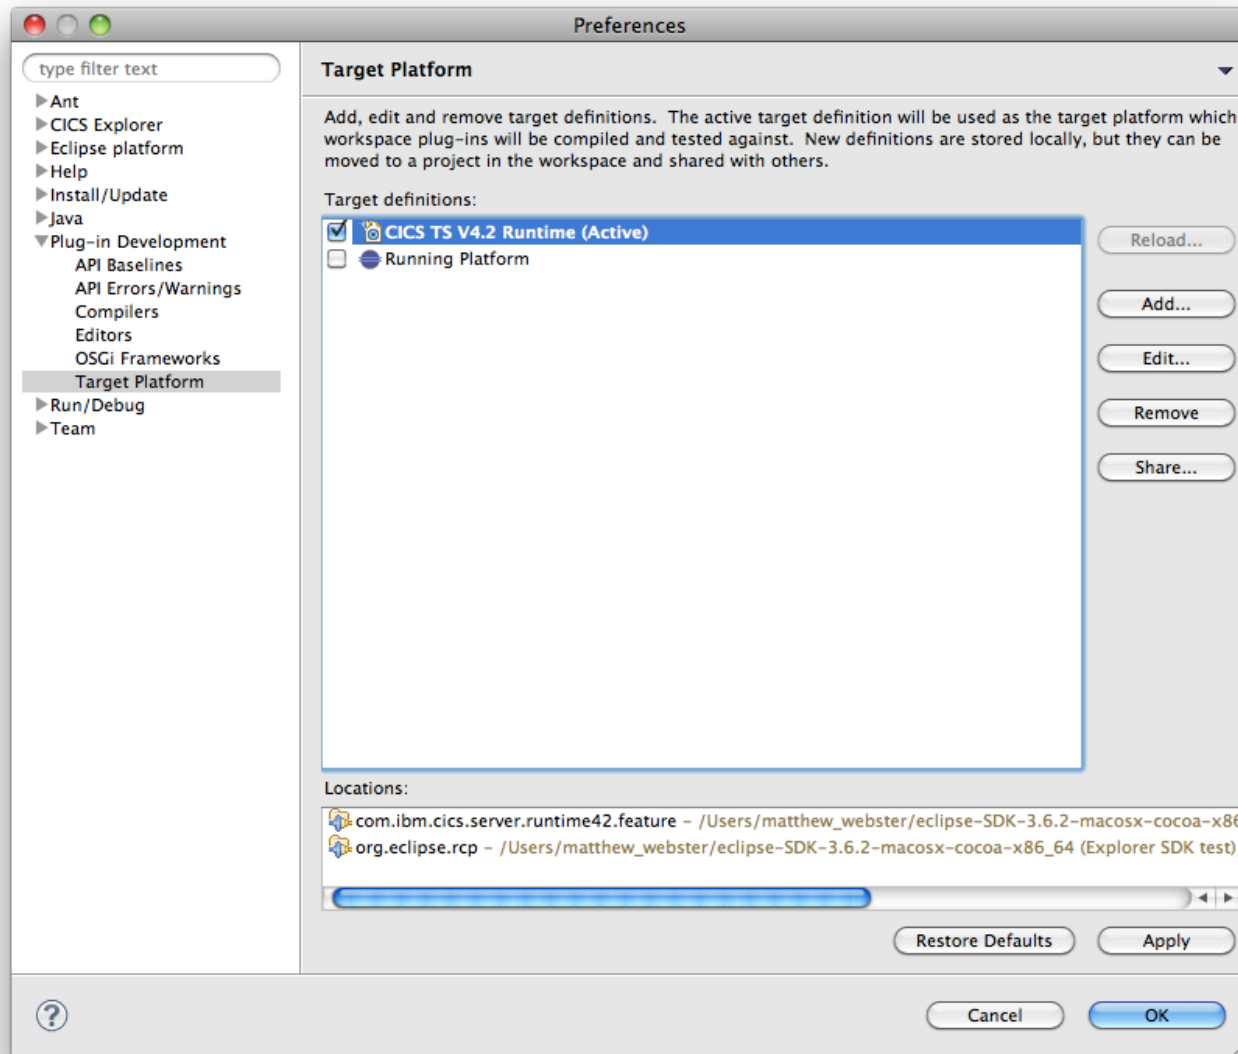 Preferences
type filter text
Ant
CICS Explorer
Eclipse platform
Help
Install/Update
Java
Plug-in Development
API Baselines
API Errors/Warnings
Compilers
Editors
OSGi Frameworks
Target Platform
Run/Debug
Team
Target Platform
Add, edit and remove target definitions.  The active target definition will be used as the target platform which
workspace plug-ins will be compiled and tested against.  New definitions are stored locally, but they can be
moved to a project in the workspace and shared with others.
Target definitions:
CICS TS V4.2 Runtime (Active)
Running Platform
Reload...
Add...
Edit...
Remove
Share...
Locations:
com.ibm.cics.server.runtime42.feature – /Users/matthew_webster/eclipse-SDK-3.6.2-macosx-cocoa-x86
org.eclipse.rcp – /Users/matthew_webster/eclipse-SDK-3.6.2-macosx-cocoa-x86_64 (Explorer SDK test)
Restore Defaults
Apply
?
Cancel
OK